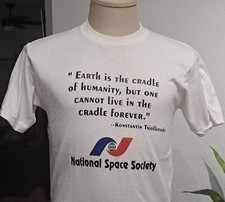 " Earth is the cradle
of humanity, but one
cannot live in the
cradle forever."
--Konstantin Tsiolkovsky
National Space Society